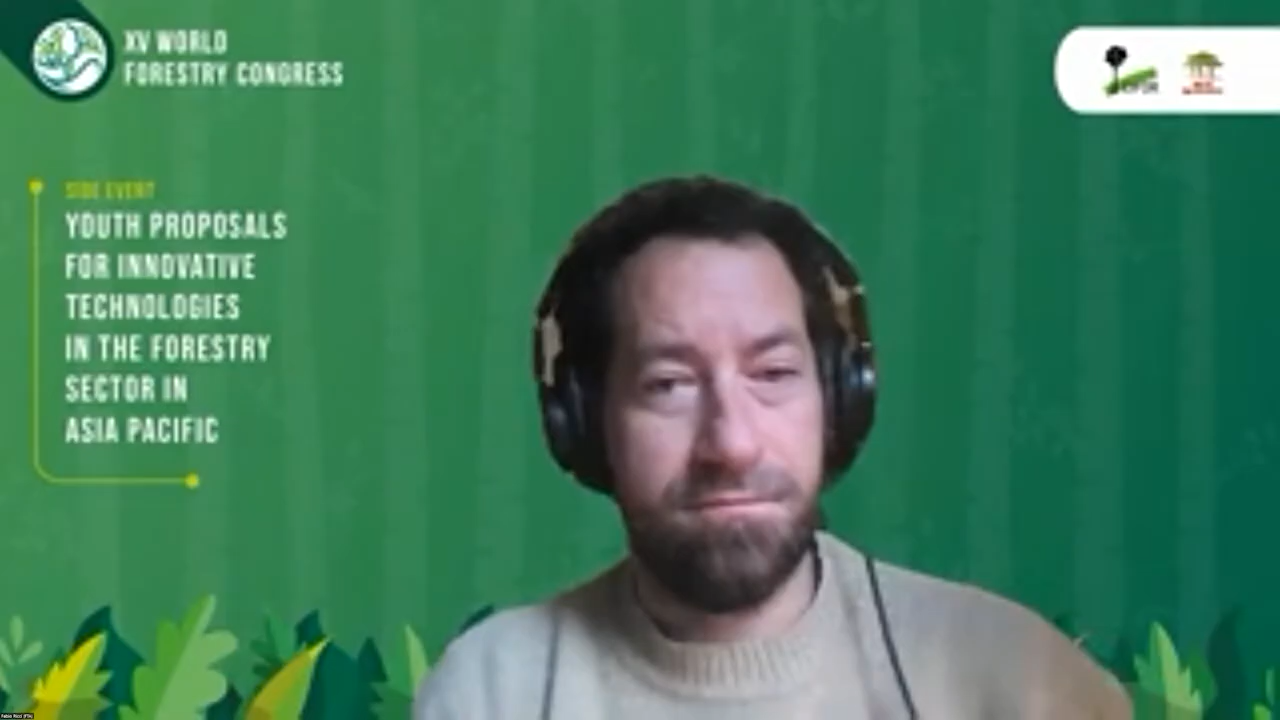 XV WORLD
FORESTRY CONGRESS
SIDE EVENT
YOUTH PROPOSALS
FOR INNOVATIVE
TECHNOLOGIES
IN THE FORESTRY
SECTOR IN
ASIA PACIFIC